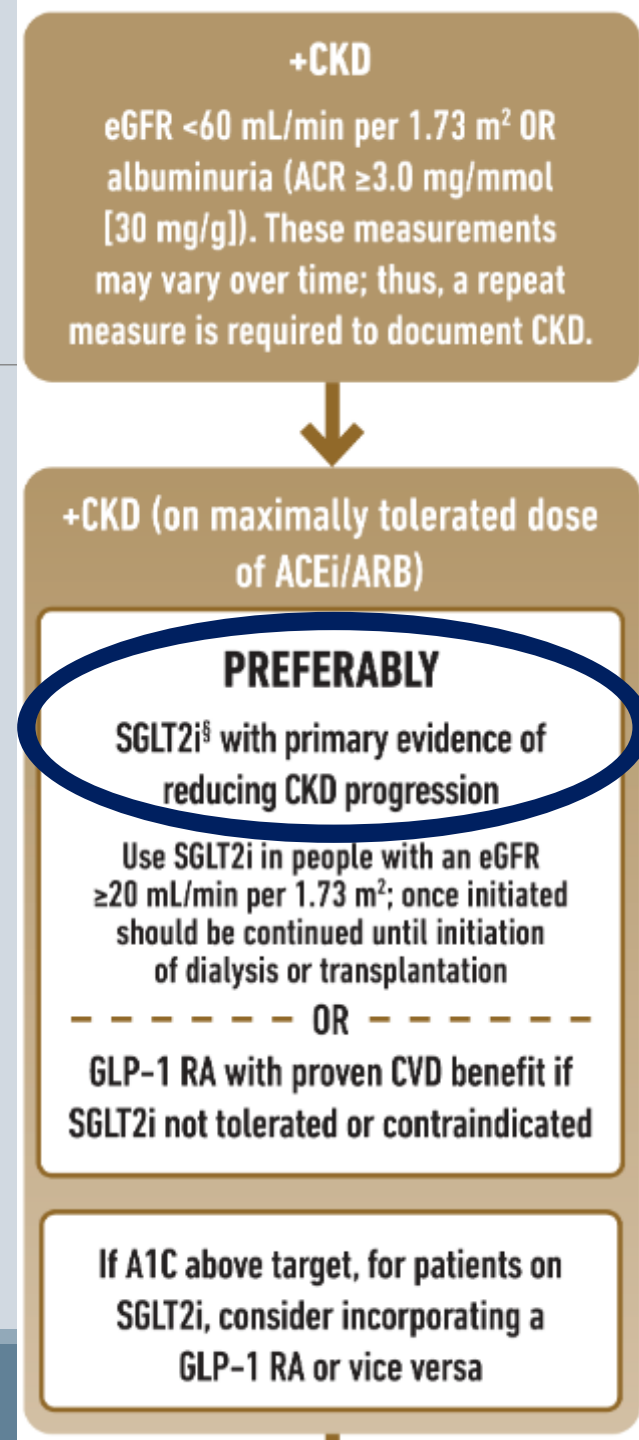 +CKD
eGFR <60 mL/min per 1.73 m² OR
albuminuria (ACR ≥3.0 mg/mmol
[30 mg/g]). These measurements
may vary over time; thus, a repeat
measure is required to document CKD.
+CKD (on maximally tolerated dose
of ACEi/ARB)
PREFERABLY
SGLT2i§ with primary evidence of
reducing CKD progression
Use SGLT2i in people with an eGFR
≥20 mL/min per 1.73 m²; once initiated
should be continued until initiation
of dialysis or transplantation
OR
GLP-1 RA with proven CVD benefit if
SGLT2i not tolerated or contraindicated
If A1C above target, for patients on
SGLT2i, consider incorporating a
GLP-1 RA or vice versa